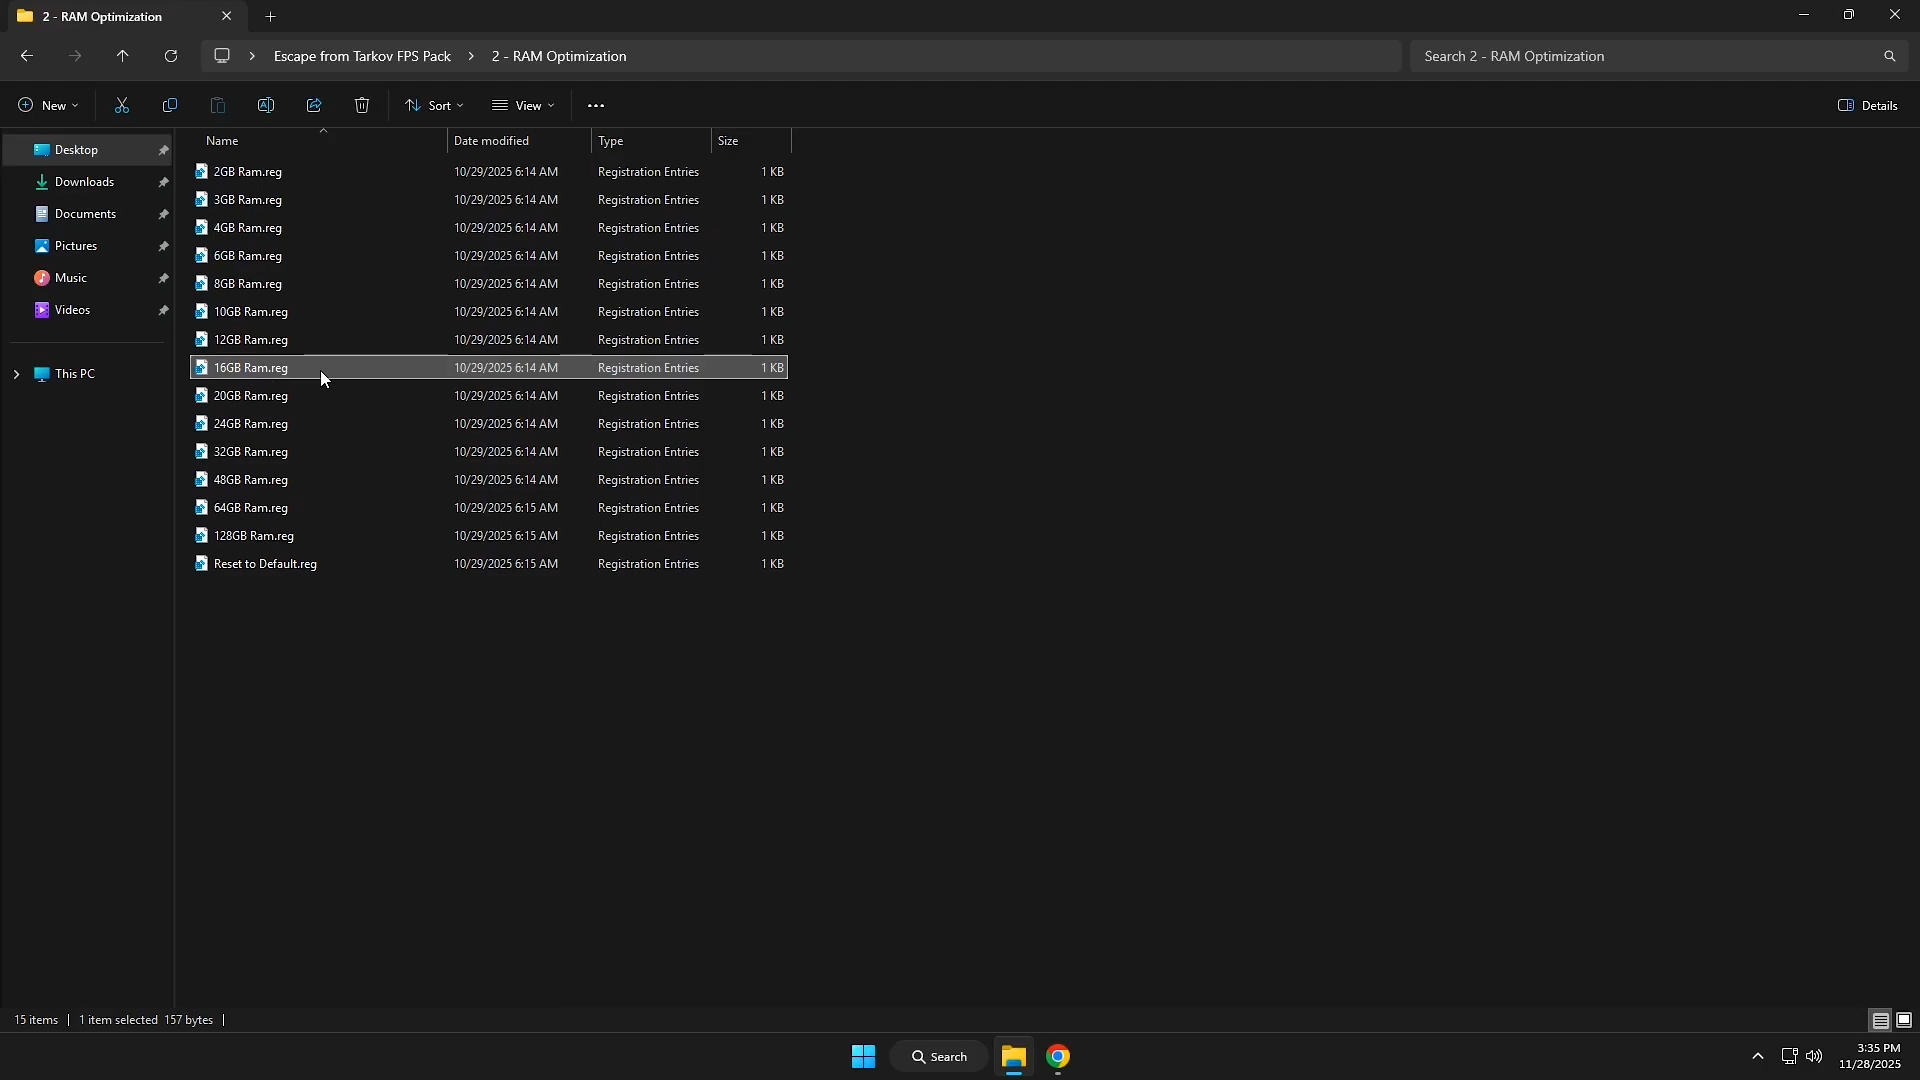 2 - RAM Optimization
Escape from Tarkov FPS Pack 2 - RAM Optimization Search 2 - RAM Optimization
New Sort View Details
Name Date modified Type Size
Desktop
Downloads
Documents
Pictures
Music
Videos
This PC
2GB Ram.reg 10/29/2025 6:14 AM Registration Entries 1 KB
3GB Ram.reg 10/29/2025 6:14 AM Registration Entries 1 KB
4GB Ram.reg 10/29/2025 6:14 AM Registration Entries 1 KB
6GB Ram.reg 10/29/2025 6:14 AM Registration Entries 1 KB
8GB Ram.reg 10/29/2025 6:14 AM Registration Entries 1 KB
10GB Ram.reg 10/29/2025 6:14 AM Registration Entries 1 KB
12GB Ram.reg 10/29/2025 6:14 AM Registration Entries 1 KB
16GB Ram.reg 10/29/2025 6:14 AM Registration Entries 1 KB
20GB Ram.reg 10/29/2025 6:14 AM Registration Entries 1 KB
24GB Ram.reg 10/29/2025 6:14 AM Registration Entries 1 KB
32GB Ram.reg 10/29/2025 6:14 AM Registration Entries 1 KB
48GB Ram.reg 10/29/2025 6:14 AM Registration Entries 1 KB
64GB Ram.reg 10/29/2025 6:15 AM Registration Entries 1 KB
128GB Ram.reg 10/29/2025 6:15 AM Registration Entries 1 KB
Reset to Default.reg 10/29/2025 6:15 AM Registration Entries 1 KB
15 items 1 item selected 157 bytes
Search
3:35 PM
11/28/2025